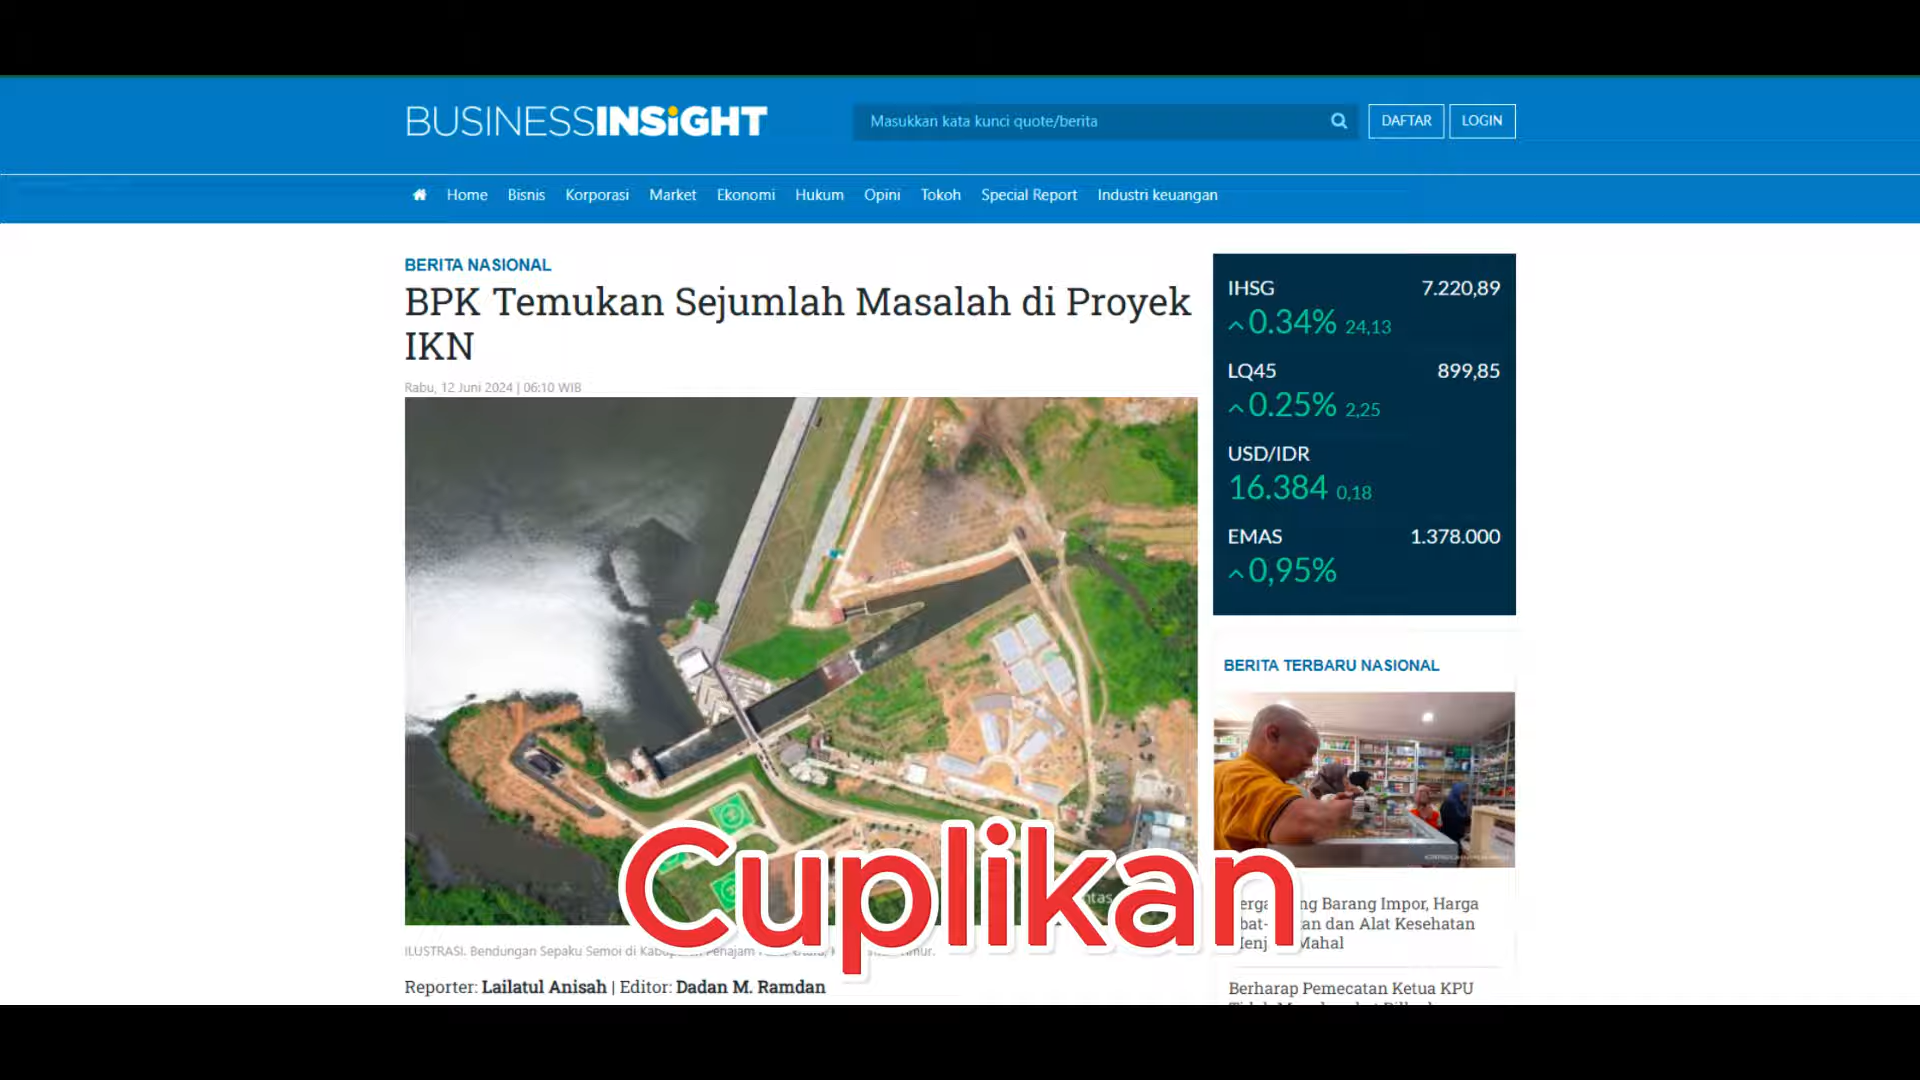 BUSINESSINSIGHT
Masukkan kata kunci quote/berita
DAFTAR
LOGIN
Home Bisnis Korporasi Market Ekonomi Hukum Opini Tokoh Special Report Industri keuangan
BERITA NASIONAL
BPK Temukan Sejumlah Masalah di Proyek
IKN
Rabu, 12 Juni 2024 | 06:10 WIB
ILUSTRASI. Bendungan Sepaku Semoi di
Reporter: Lailatul Anisah | Editor: Dadan M. Ramdan
Cuplikan
IHSG 7.220,89
0.34% 24,13
LQ45 899,85
0.25% 2,25
USD/IDR
16.384 0,18
EMAS 1.378.000
0,95%
BERITA TERBARU NASIONAL
Barang Impor, Harga
dan Alat Kesehatan
Mahal
Berharap Pemecatan Ketua KPU